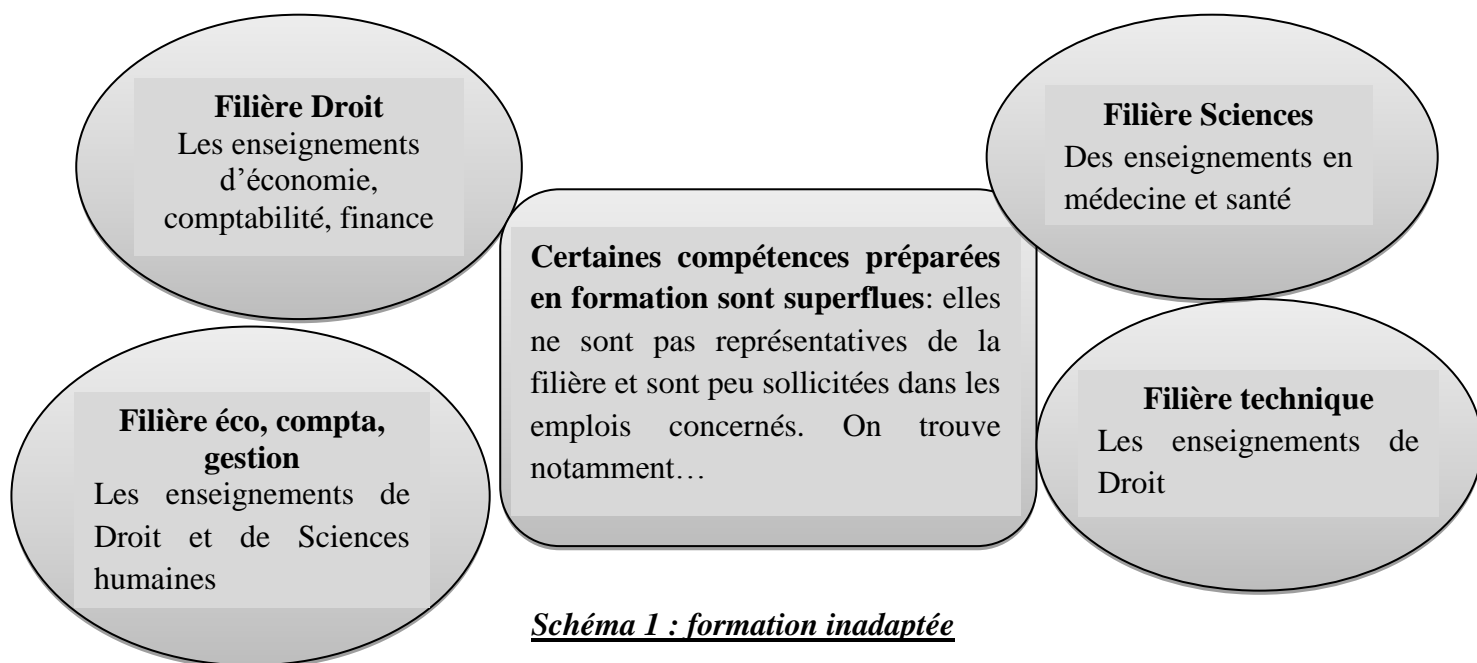 Filière Droit
Les enseignements
d’économie,
comptabilité, finance
Filière Sciences
Des enseignements en
médecine et santé
Certaines compétences préparées
en formation sont superflues: elles
ne sont pas représentatives de la
filière et sont peu sollicitées dans les
emplois concernés. On trouve
notamment…
Filière éco, compta,
gestion
Les enseignements de
Droit et de Sciences
humaines
Filière technique
Les enseignements de
Droit
Schéma 1 : formation inadaptée